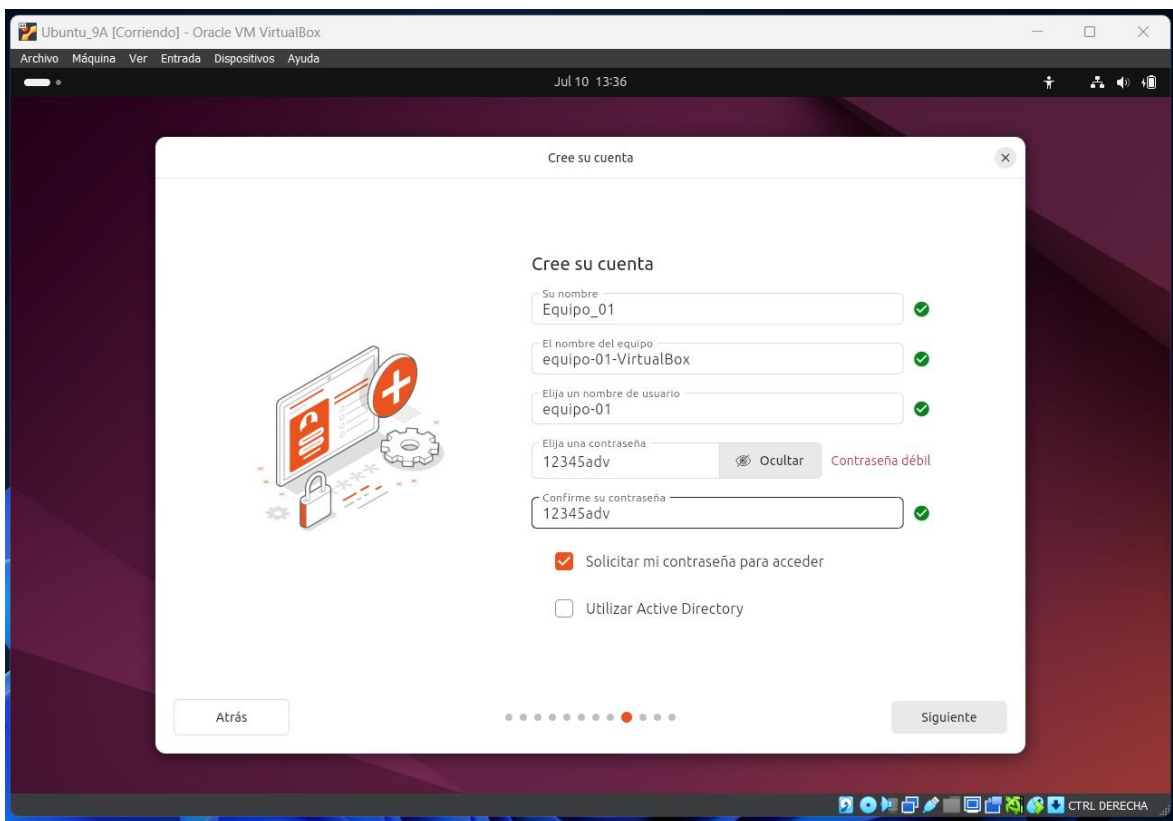 Ubuntu_9A [Corriendo] - Oracle VM VirtualBox
Archivo Máquina Ver Entrada Dispositivos Ayuda
Jul 10 13:36
Cree su cuenta
Cree su cuenta
Su nombre
Equipo_01
El nombre del equipo
equipo-01-VirtualBox
Elija un nombre de usuario
equipo-01
Elija una contraseña
12345adv Ocultar Contraseña débil
Confirme su contraseña
12345adv
Solicitar mi contraseña para acceder
Utilizar Active Directory
Atrás Siguiente
CTRL DERECHA